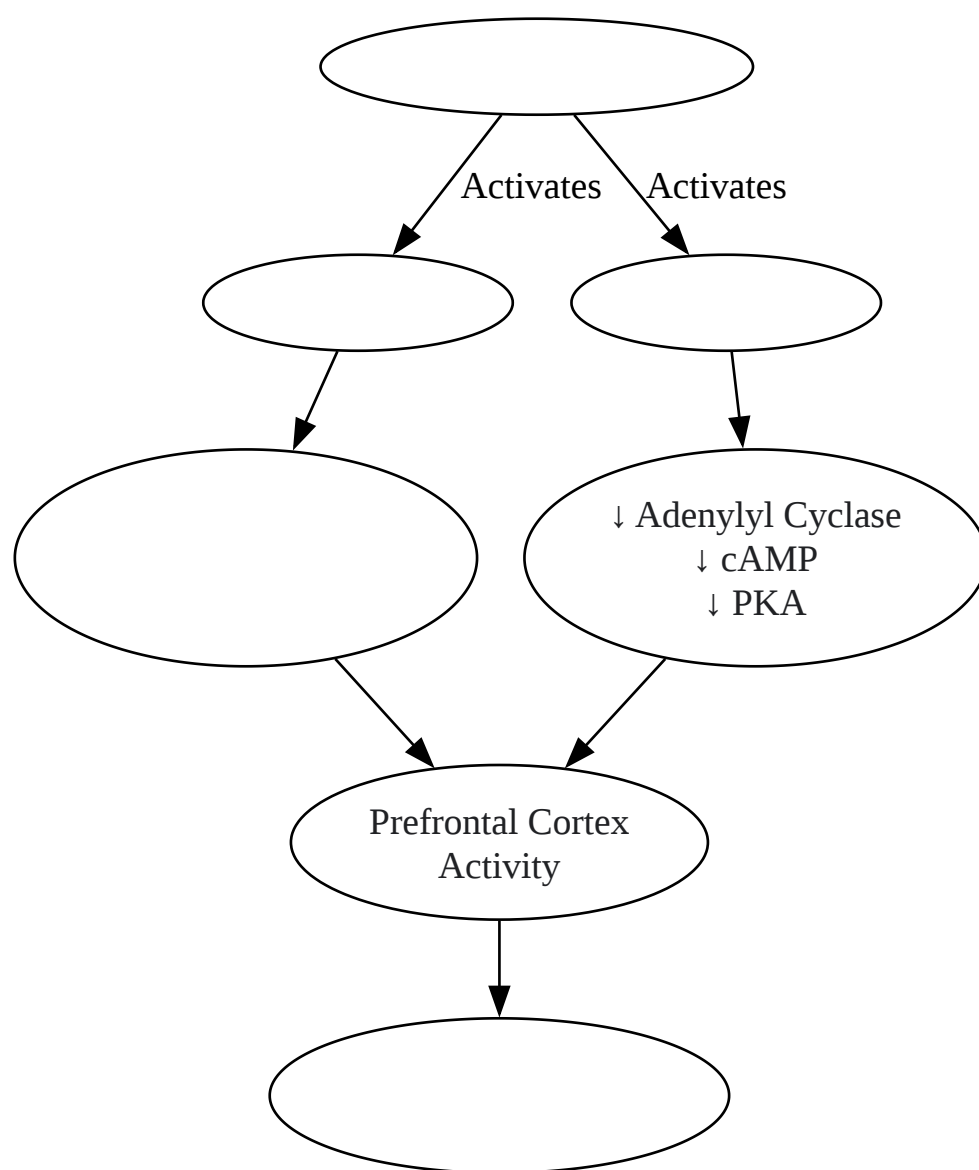 Activates
Activates
↓ Adenylyl Cyclase
↓ cAMP
↓ PKA
Prefrontal Cortex
Activity